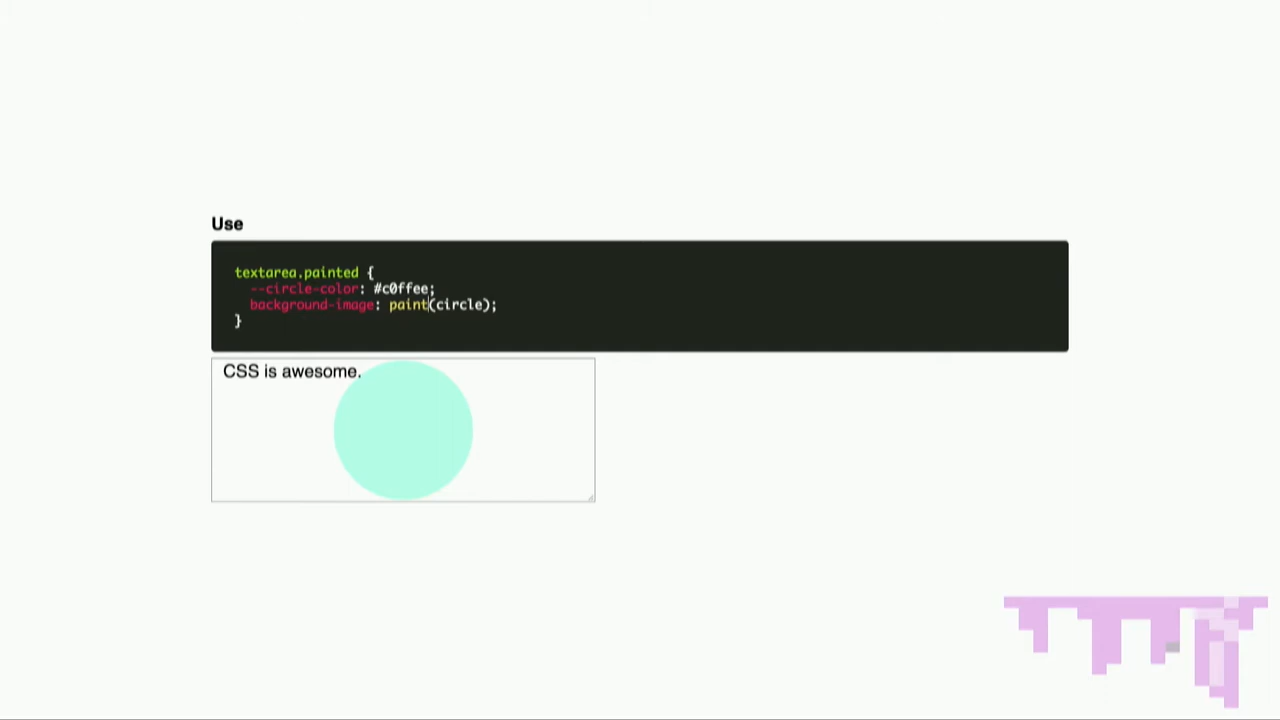 Use
textarea.painted {
--circle-color: #c0ffee;
background-image: paint(circle);
}
CSS is awesome.